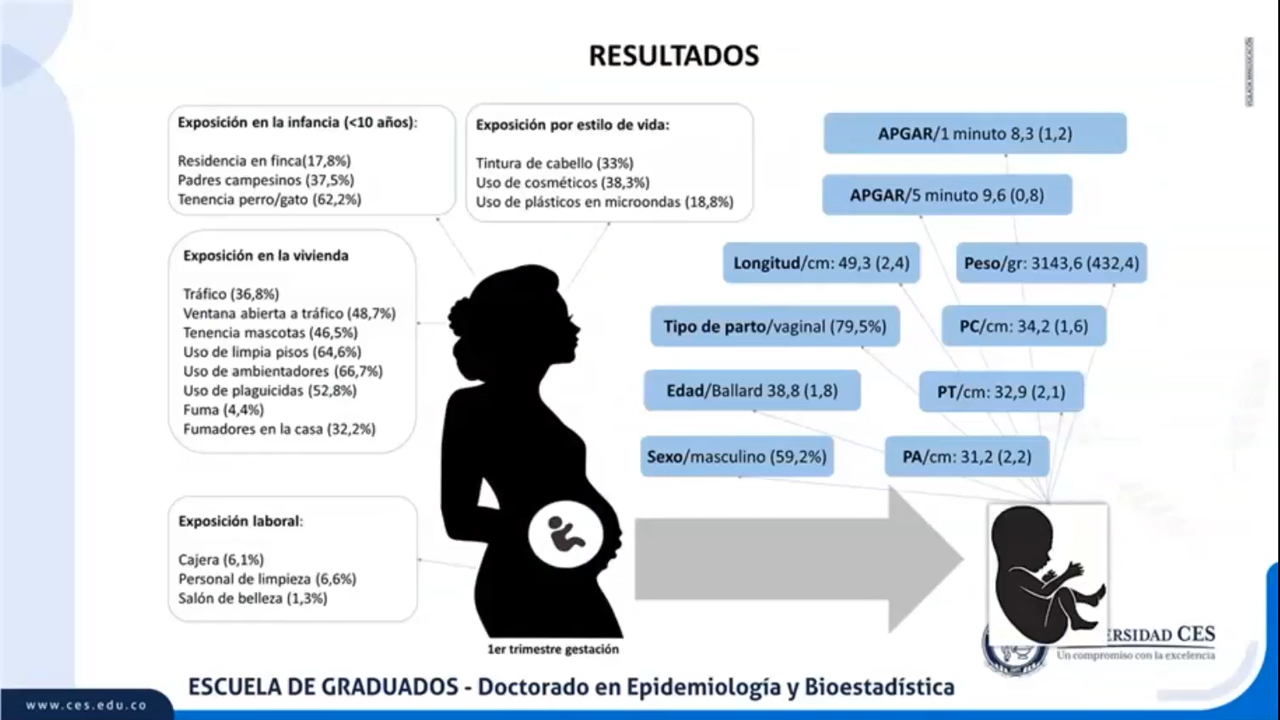 RESULTADOS
Exposición en la infancia (<10 años):
Residencia en finca(17,8%)
Padres campesinos (37,5%)
Tenencia perro/gato (62,2%)
Exposición por estilo de vida:
Tintura de cabello (33%)
Uso de cosméticos (38,3%)
Uso de plásticos en microondas (18,8%)
Exposición en la vivienda
Tráfico (36,8%)
Ventana abierta a tráfico (48,7%)
Tenencia mascotas (46,5%)
Uso de limpia pisos (64,6%)
Uso de ambientadores (66,7%)
Uso de plaguicidas (52,8%)
Fuma (4,4%)
Fumadores en la casa (32,2%)
Exposición laboral:
Cajera (6,1%)
Personal de limpieza (6,6%)
Salón de belleza (1,3%)
1er trimestre gestación
APGAR/1 minuto 8,3 (1,2)
APGAR/5 minuto 9,6 (0,8)
Longitud/cm: 49,3 (2,4)
Peso/gr: 3143,6 (432,4)
Tipo de parto/vaginal (79,5%)
PC/cm: 34,2 (1,6)
Edad/Ballard 38,8 (1,8)
PT/cm: 32,9 (2,1)
Sexo/masculino (59,2%)
PA/cm: 31,2 (2,2)
ERSIDAD CES
Un compromiso con la excelencia
ESCUELA DE GRADUADOS - Doctorado en Epidemiología y Bioestadística
www.ces.edu.co